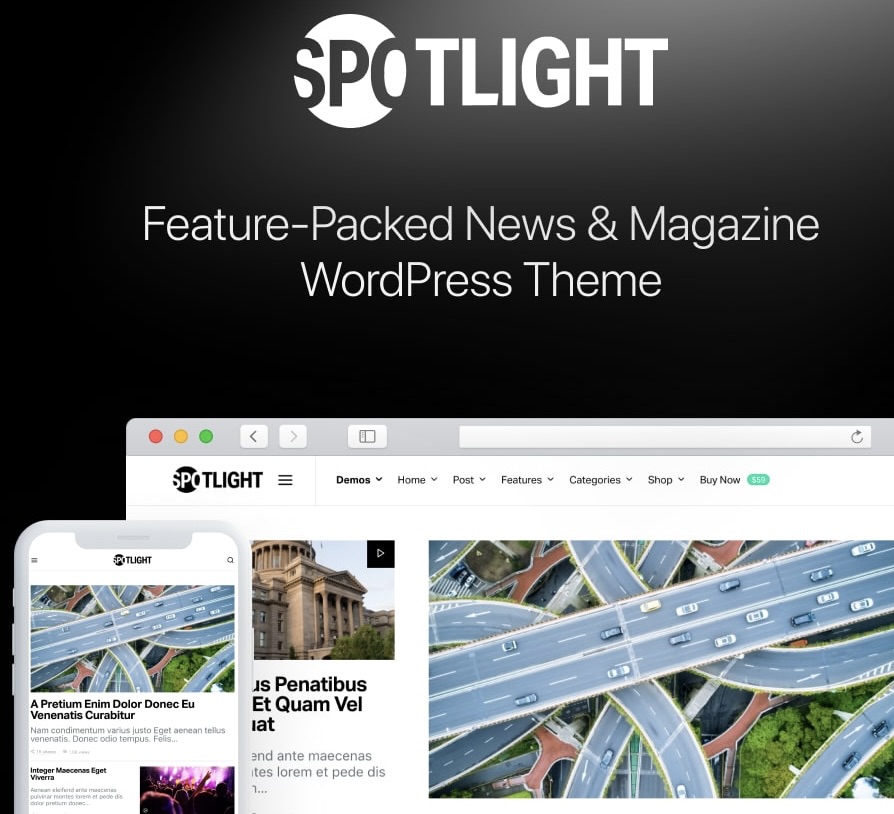 SPOTLIGHT
Feature-Packed News & Magazine
WordPress Theme
SPOTLIGHT
Demos
Home
Post
Features
Categories
Shop
Buy Now
$59
SPOTLIGHT
A Pretium Enim Dolor Donec Eu
Venenatis Curabitur
Nam condimentum varius justo Eget aenean tellus
venenatis. Donec odio tempus. Felis...
Integer Maecenas Eget
Viverra
Aenean eleifend ante maecenas
pulvinar montes lorem et pede dis
dolor pretium donec...
us Penatibus
Et Quam Vel
uat
end ante maecenas
tes lorem et pede dis
n...